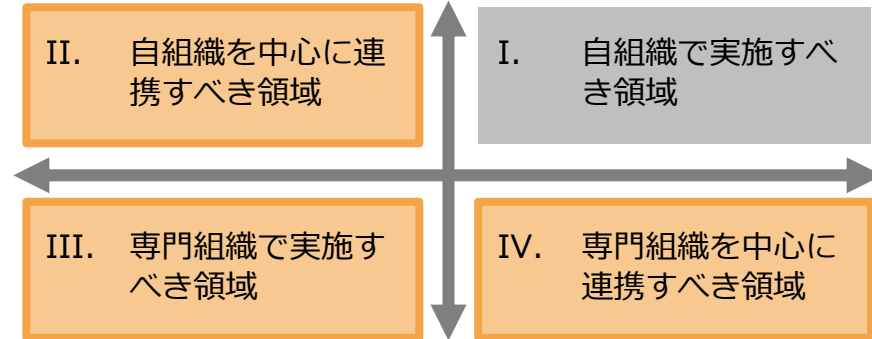 II. 自組織を中心に連
携すべき領域
I. 自組織で実施すべ
き領域
III. 専門組織で実施す
べき領域
IV. 専門組織を中心に
連携すべき領域